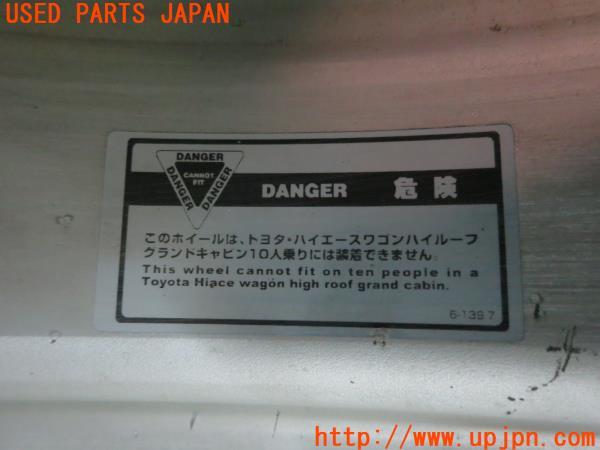 USED PARTS JAPAN
DANGER
CANNOT
FIT
DANGER
DANGER
DANGER 危険
このホイールは、トヨタ・ハイエースワゴンハイルーフ
グランドキャビン10人乗りには装着できません。
This wheel cannot fit on ten people in a
Toyota Hiace wagon high roof grand cabin.
6-139.7
UPJ
http://www.upjpn.com/